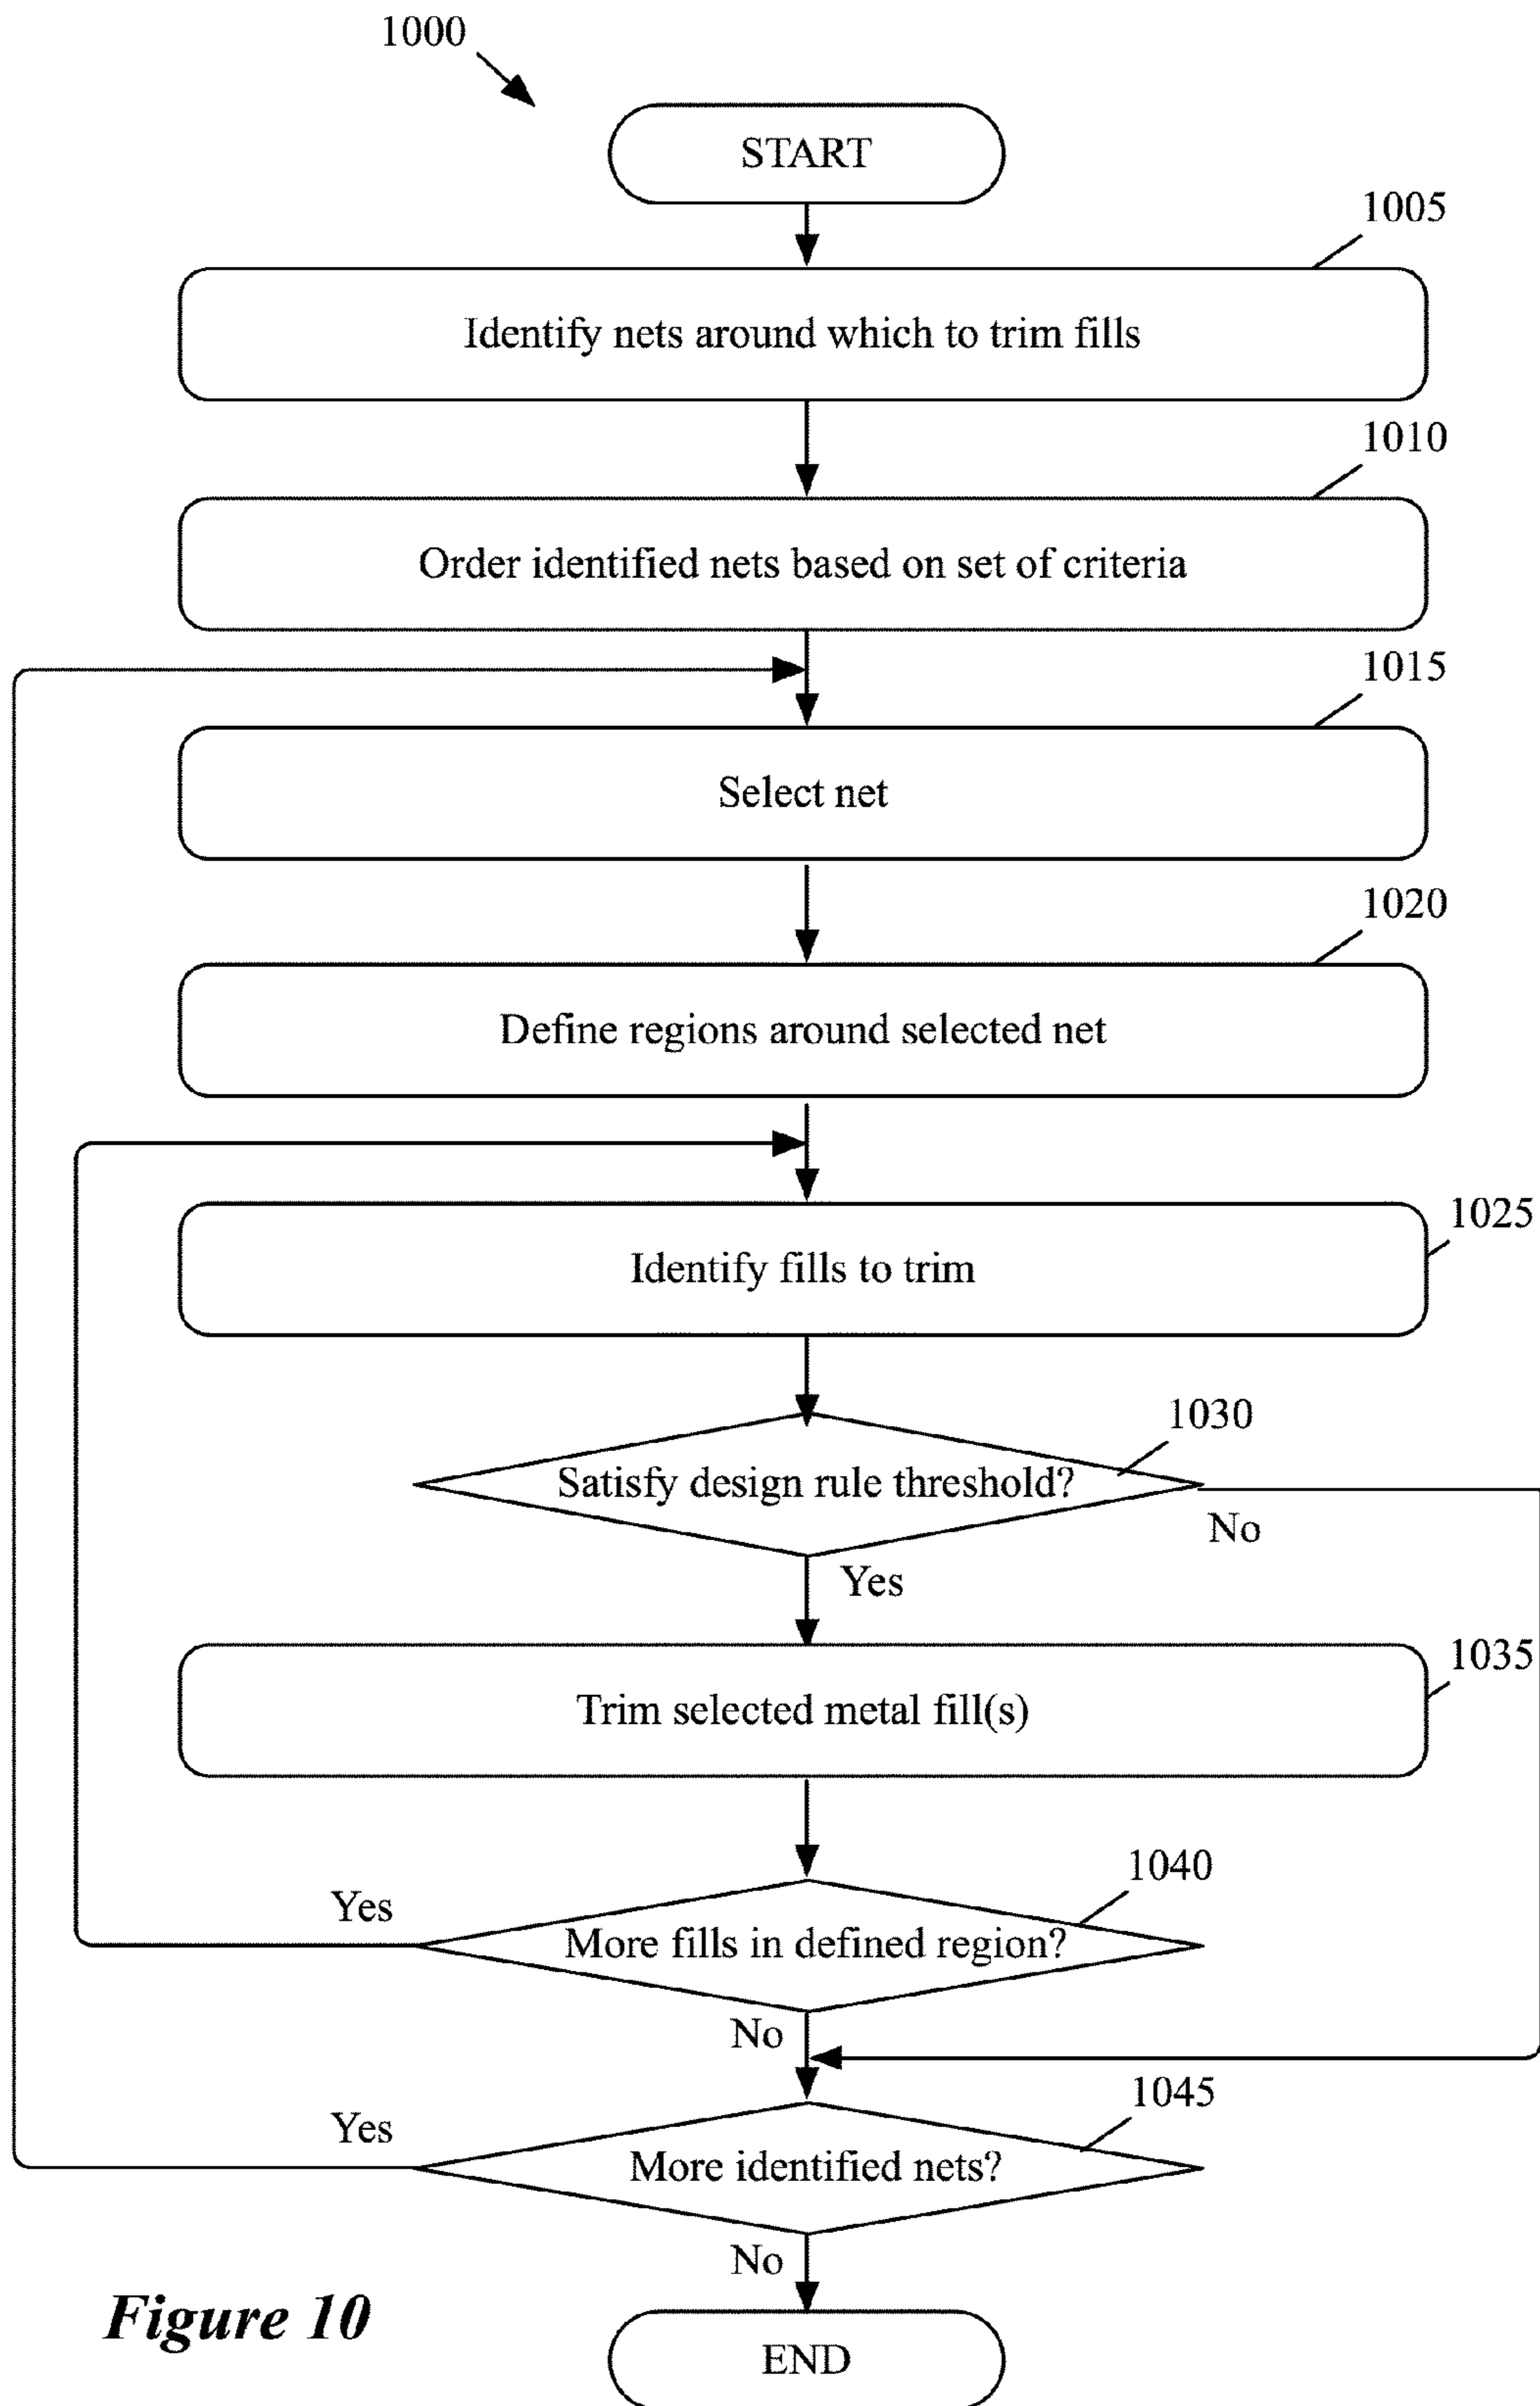 1000
START
1005
Identify nets around which to trim fills
1010
Order identified nets based on set of criteria
1015
Select net
1020
Define regions around selected net
1025
Identify fills to trim
1030
Satisfy design rule threshold?
No
Yes
1035
Trim selected metal fill(s)
1040
Yes
More fills in defined region?
No
1045
Yes
More identified nets?
No
Figure 10
END